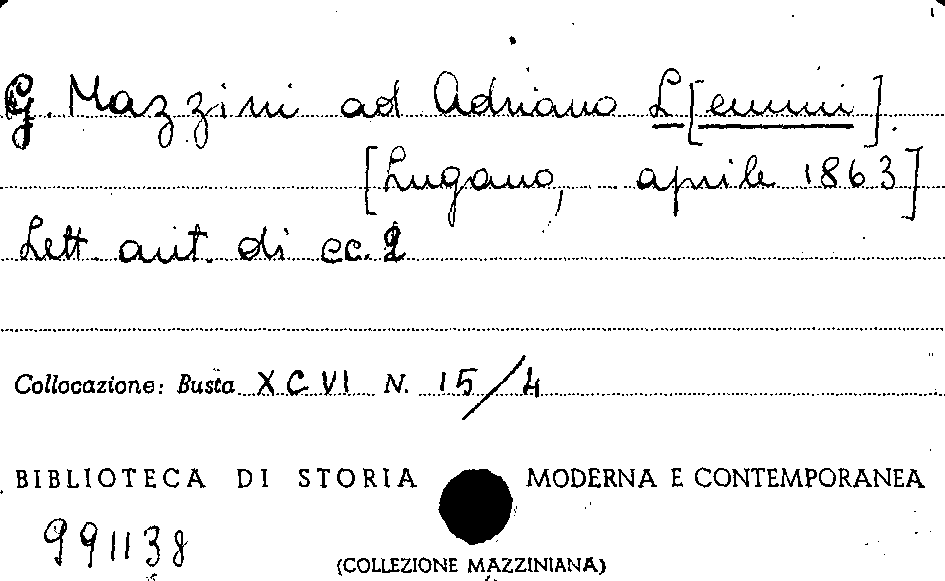 G. Mazzini ad Adriano L[emmi].
[Lugano, aprile 1863]
Lett. aut. di cc. 2
Collocazione: Busta XCVI N. 15/4
BIBLIOTECA DI STORIA MODERNA E CONTEMPORANEA
991138
(COLLEZIONE MAZZINIANA)